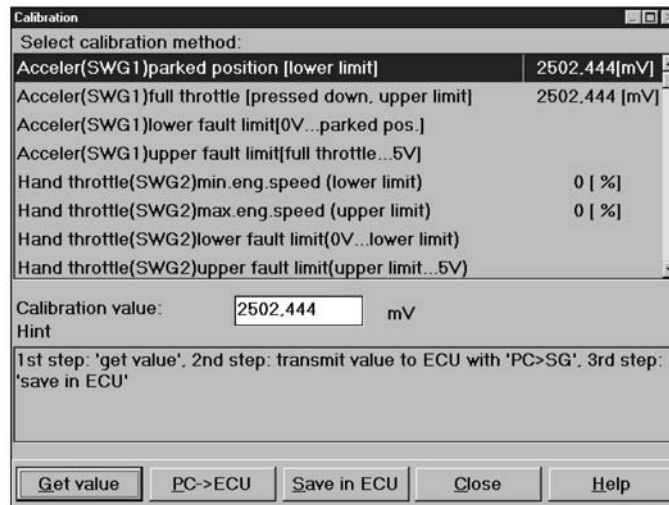 Calibration
Select calibration method:
Acceler(SWG1)parked position [lower limit] 2502,444[mV]
Acceler(SWG1)full throttle [pressed down, upper limit] 2502,444 [mV]
Acceler(SWG1)lower fault limit[0V...parked pos.]
Acceler(SWG1)upper fault limit[full throttle...5V]
Hand throttle(SWG2)min.eng.speed (lower limit) 0 [ %]
Hand throttle(SWG2)max.eng.speed (upper limit) 0 [ %]
Hand throttle(SWG2)lower fault limit(0V...lower limit)
Hand throttle(SWG2)upper fault limit(upper limit...5V)
Calibration value: 2502,444 mV
Hint
1st step: 'get value', 2nd step: transmit value to ECU with 'PC>SG', 3rd step:
'save in ECU'
Get value PC->ECU Save in ECU Close Help